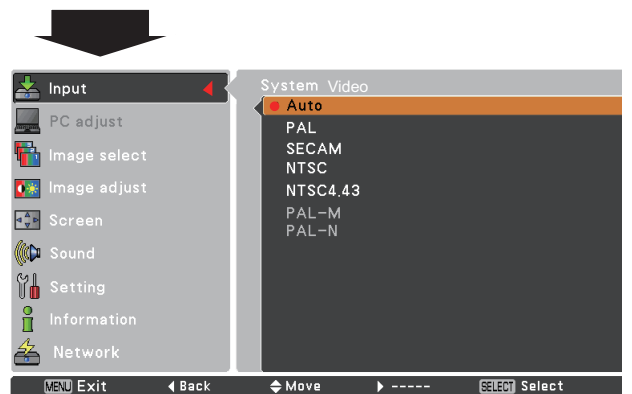 Input
PC adjust
Image select
Image adjust
Screen
Sound
Setting
Information
Network
System Video
Auto
PAL
SECAM
NTSC
NTSC4.43
PAL-M
PAL-N
MENU Exit Back Move ----- SELECT Select